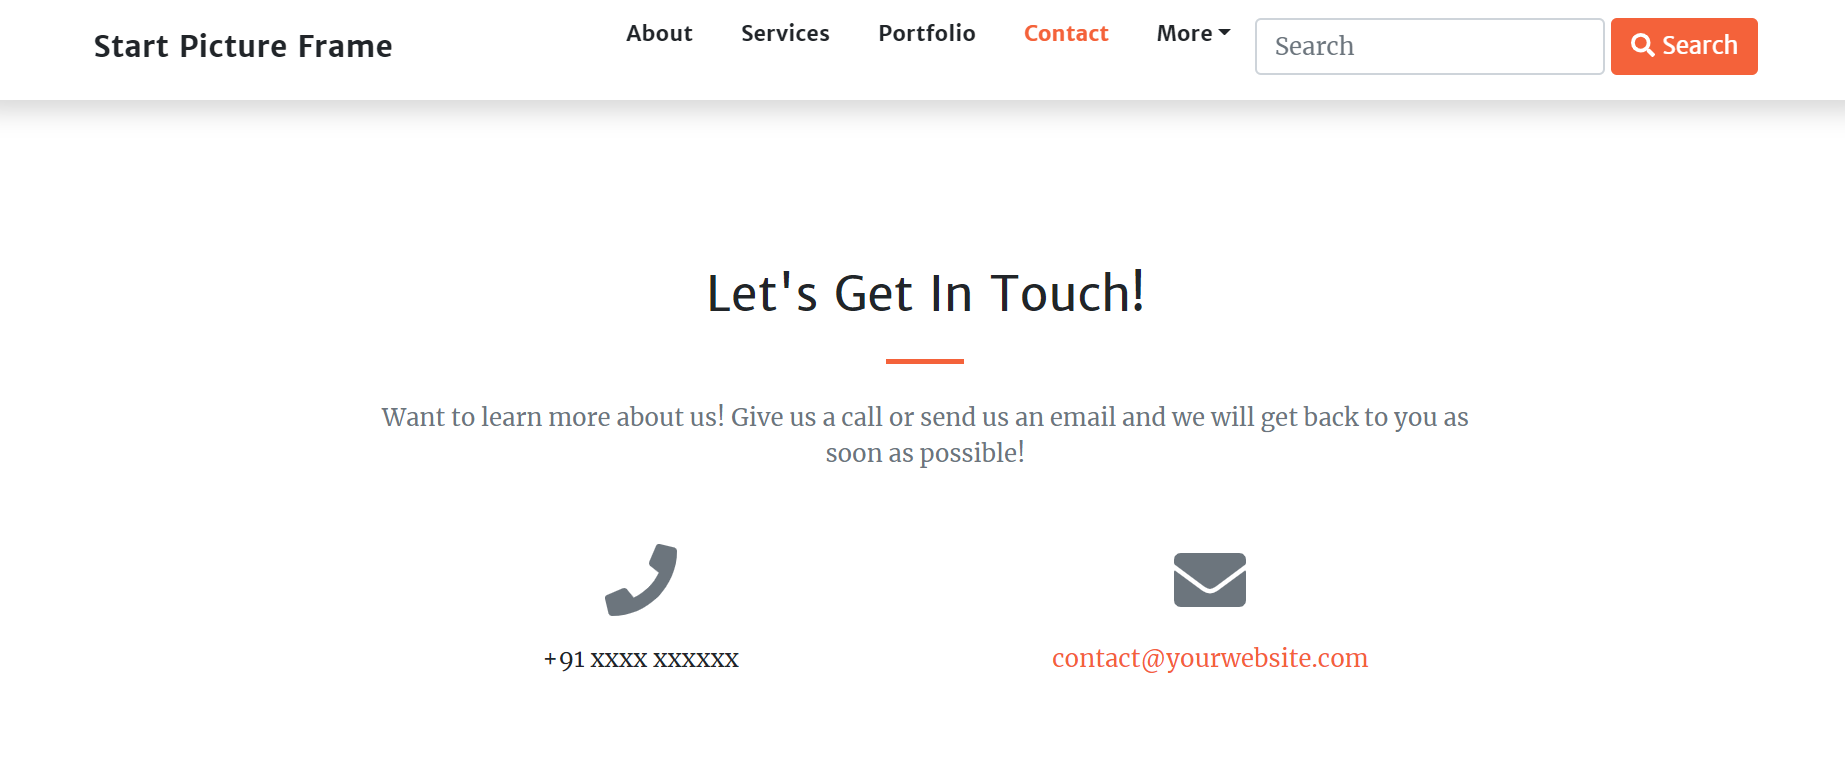 Start Picture Frame
About Services Portfolio Contact More Search Search
Let's Get In Touch!
Want to learn more about us! Give us a call or send us an email and we will get back to you as
soon as possible!
+91 xxxx xxxxxx
contact@yourwebsite.com